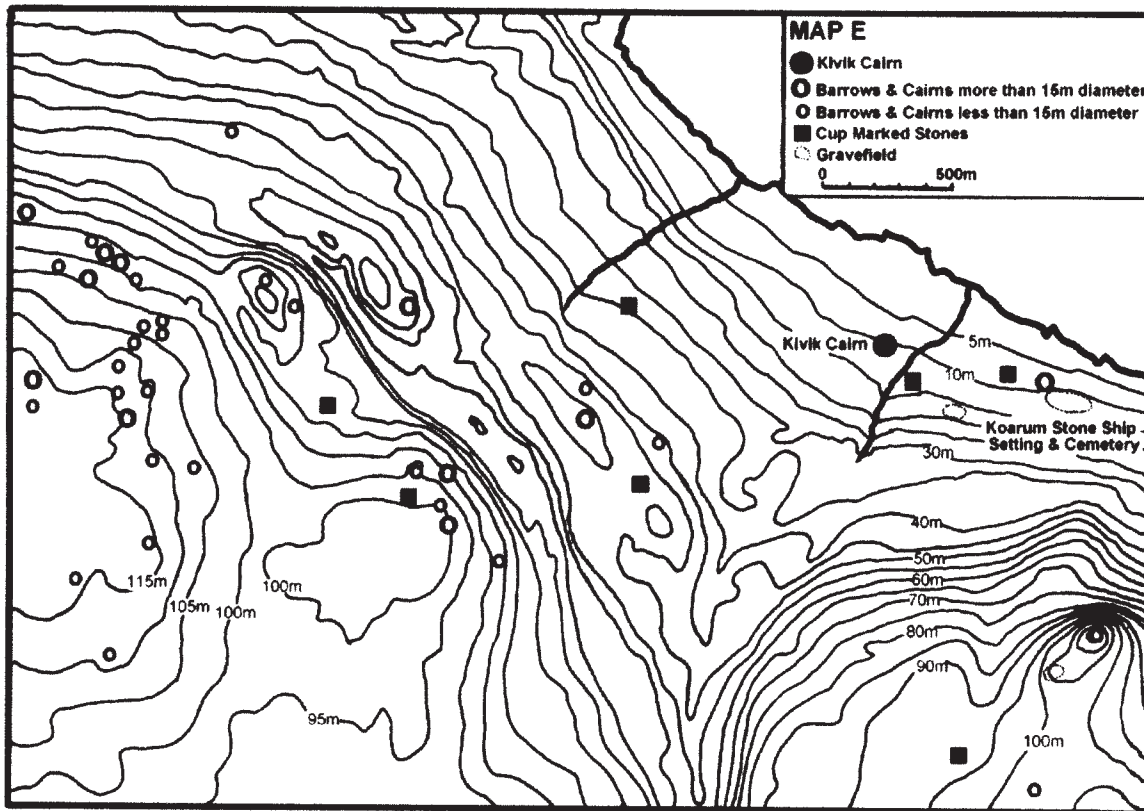 MAP E
Kivik Cairn
Barrows & Cairns more than 15m diameter
Barrows & Cairns less than 15m diameter
Cup Marked Stones
Gravefield
0 500m
Kivik Cairn
5m
10m
Koarum Stone Ship
Setting & Cemetery
30m
40m
50m
60m
70m
80m
90m
100m
115m
105m
100m
100m
95m